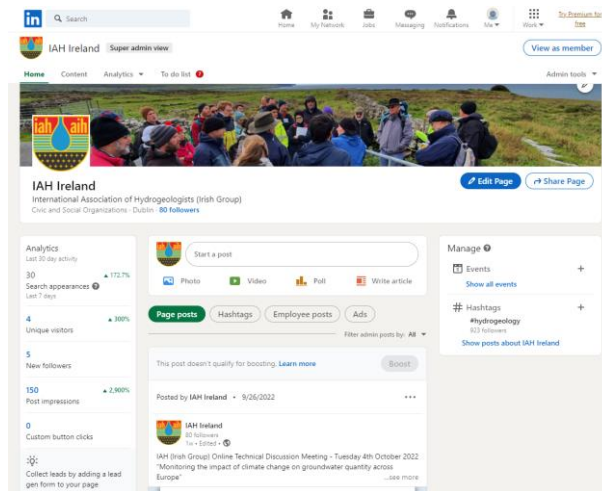 in
Search
Home
My Network
Jobs
Messaging
Notifications
Me
Work
Try Premium for
free
IAH Ireland
Super admin view
View as member
Home
Content
Analytics
To do list
Admin tools
iah aih
IAH Ireland
International Association of Hydrogeologists (Irish Group)
Civic and Social Organizations · Dublin · 80 followers
Edit Page
Share Page
Analytics
Last 30 day activity
30
172.7%
Search appearances
Last 7 days
4
300%
Unique visitors
5
New followers
150
2,900%
Post impressions
0
Custom button clicks
Collect leads by adding a lead
gen form to your page
Start a post
Photo
Video
Poll
Write article
Page posts
Hashtags
Employee posts
Ads
Filter admin posts by: All
This post doesn't qualify for boosting. Learn more
Boost
Posted by IAH Ireland • 9/26/2022
IAH Ireland
80 followers
1w • Edited •
IAH (Irish Group) Online Technical Discussion Meeting - Tuesday 4th October 2022
"Monitoring the impact of climate change on groundwater quantity across
Europe"
...see more
Manage
Events
+
Show all events
# Hashtags
+
#hydrogeology
923 followers
Show posts about IAH Ireland